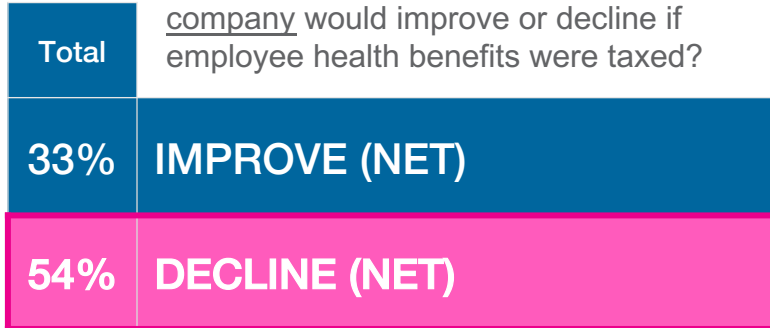 company would improve or decline if
employee health benefits were taxed?
Total
33% IMPROVE (NET)
54% DECLINE (NET)